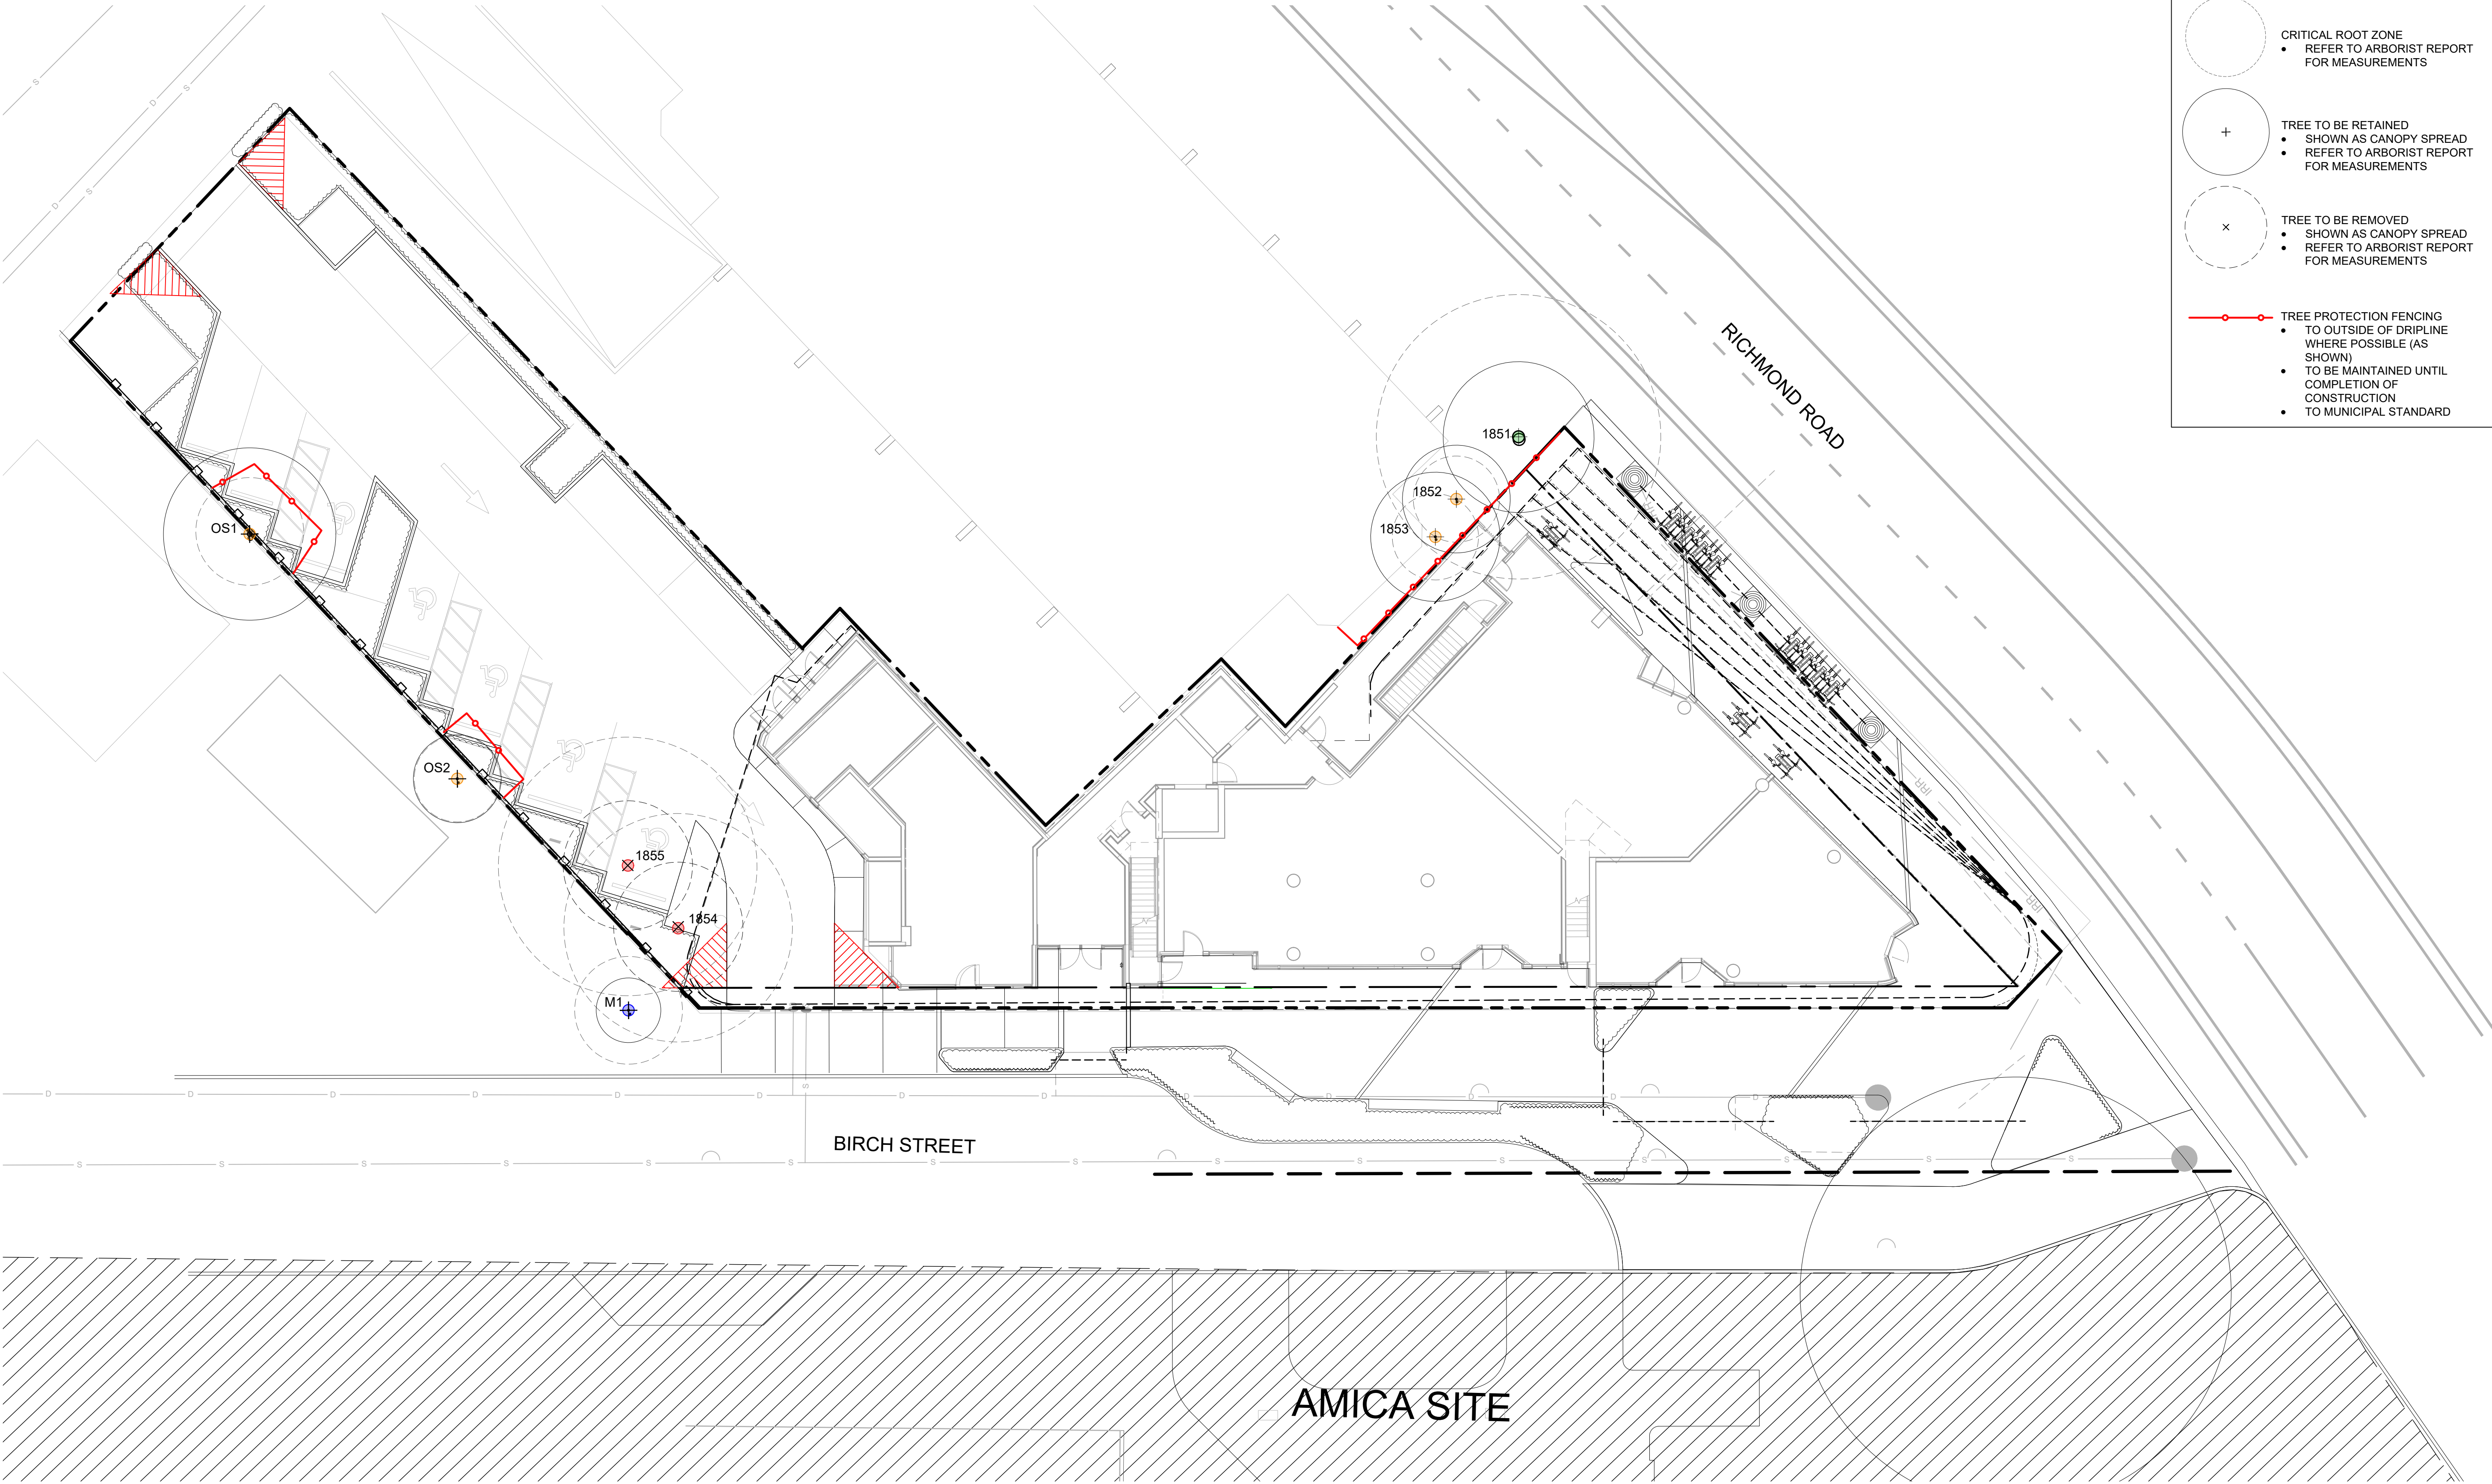 CRITICAL ROOT ZONE
• REFER TO ARBORIST REPORT
FOR MEASUREMENTS
TREE TO BE RETAINED
• SHOWN AS CANOPY SPREAD
• REFER TO ARBORIST REPORT
FOR MEASUREMENTS
TREE TO BE REMOVED
• SHOWN AS CANOPY SPREAD
• REFER TO ARBORIST REPORT
FOR MEASUREMENTS
TREE PROTECTION FENCING
• TO OUTSIDE OF DRIPLINE
WHERE POSSIBLE (AS
SHOWN)
• TO BE MAINTAINED UNTIL
COMPLETION OF
CONSTRUCTION
• TO MUNICIPAL STANDARD
RICHMOND ROAD
1851
1852
1853
OS1
OS2
1855
1854
M1
IRR
IRR
S
D
S
D
S
D D D D D D D D D D D D D
BIRCH STREET
S
S S S S S S S S S S S S S S S
AMICA SITE